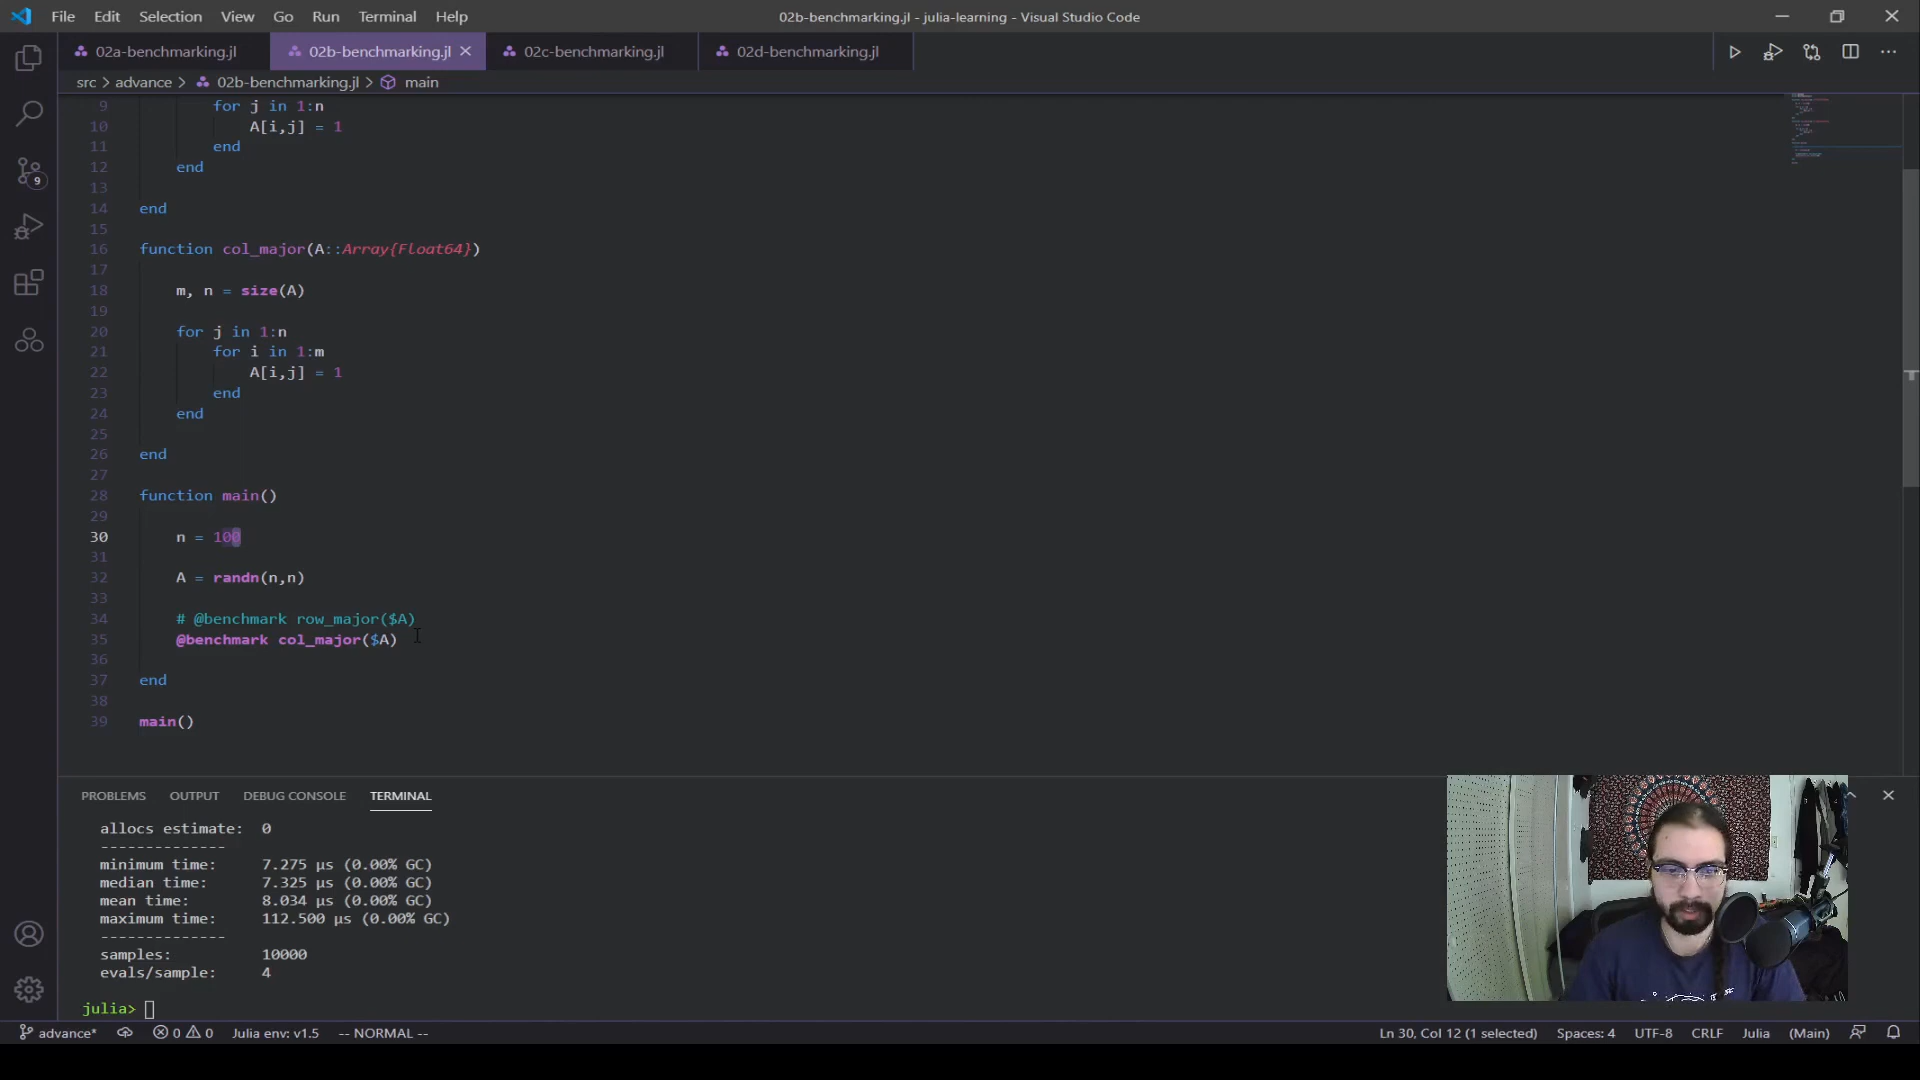 File Edit Selection View Go Run Terminal Help
02b-benchmarking.jl - julia-learning - Visual Studio Code
02a-benchmarking.jl
02b-benchmarking.jl
02c-benchmarking.jl
02d-benchmarking.jl
src > advance > 02b-benchmarking.jl > main
9 for j in 1:n
10 A[i,j] = 1
11 end
12 end
13
14 end
15
16 function col_major(A::Array{Float64})
17
18 m, n = size(A)
19
20 for j in 1:n
21 for i in 1:m
22 A[i,j] = 1
23 end
24 end
25
26 end
27
28 function main()
29
30 n = 100
31
32 A = randn(n,n)
33
34 # @benchmark row_major($A)
35 @benchmark col_major($A)
36
37 end
38
39 main()
9
PROBLEMS OUTPUT DEBUG CONSOLE TERMINAL
allocs estimate: 0
--------------
minimum time: 7.275 μs (0.00% GC)
median time: 7.325 μs (0.00% GC)
mean time: 8.034 μs (0.00% GC)
maximum time: 112.500 μs (0.00% GC)
--------------
samples: 10000
evals/sample: 4
julia>
advance* 0 0 Julia env: v1.5 -- NORMAL -- Ln 30, Col 12 (1 selected) Spaces: 4 UTF-8 CRLF Julia (Main)